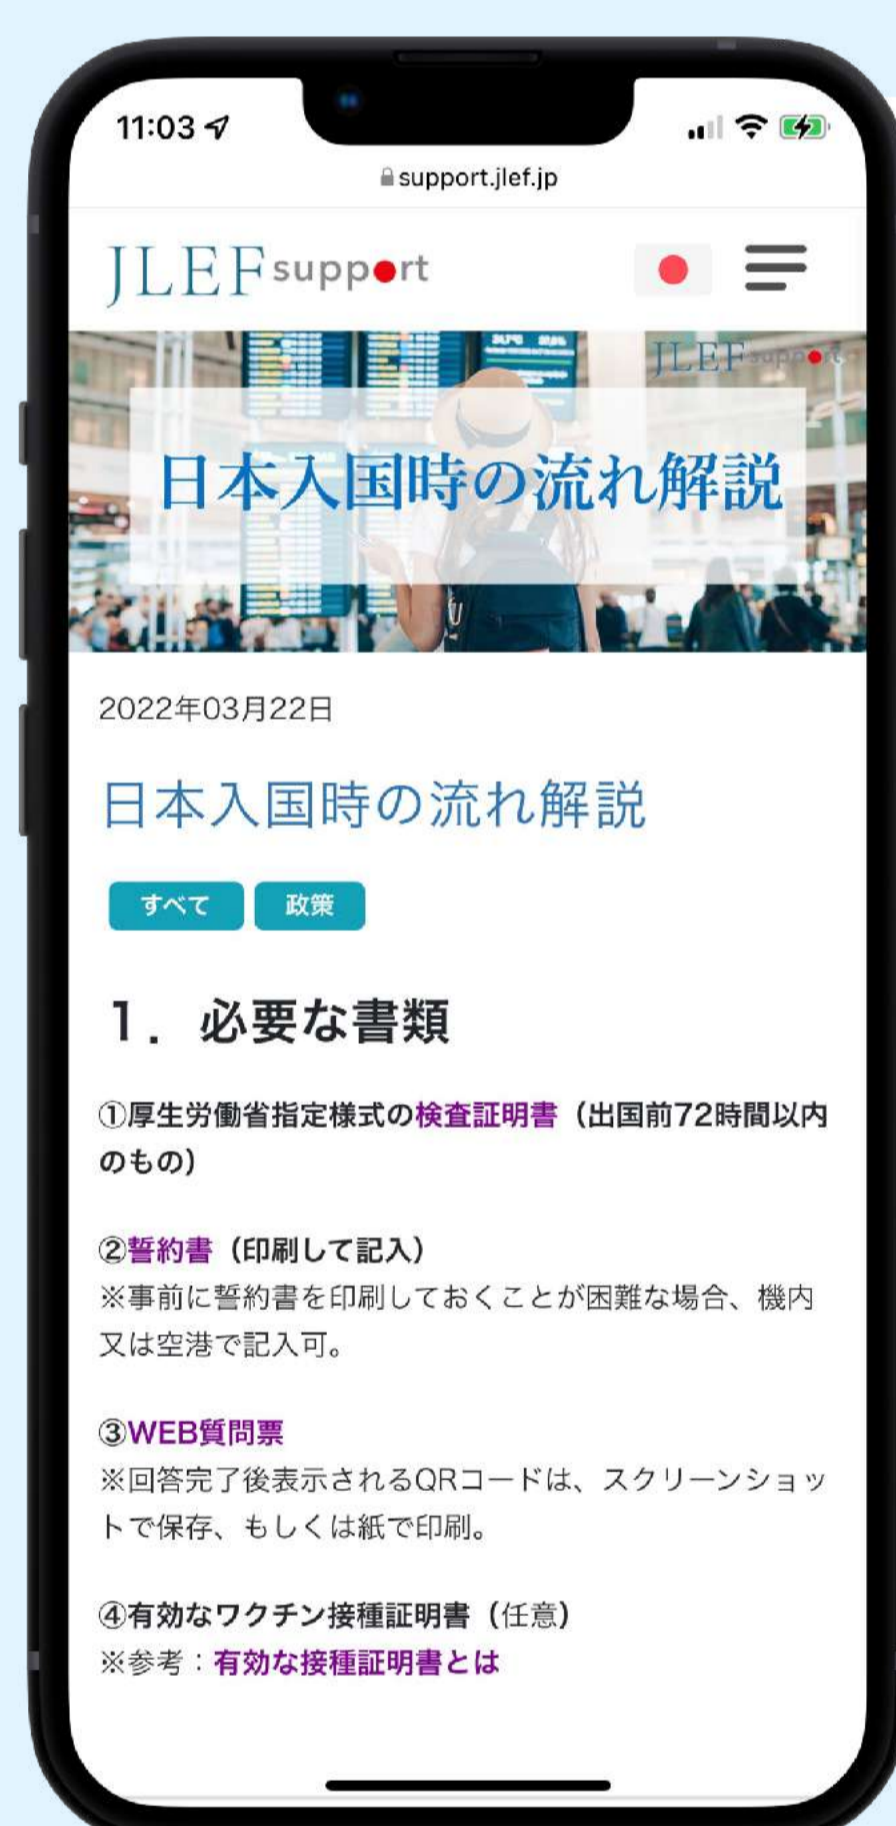 11:03
support.jlef.jp
JLEF support
JLEF support
日本入国時の流れ解説
2022年03月22日
日本入国時の流れ解説
すべて 政策
1．必要な書類
①厚生労働省指定様式の検査証明書（出国前72時間以内
のもの）
②誓約書（印刷して記入）
※事前に誓約書を印刷しておくことが困難な場合、機内
又は空港で記入可。
③WEB質問票
※回答完了後表示されるQRコードは、スクリーンショッ
トで保存、もしくは紙で印刷。
④有効なワクチン接種証明書（任意）
※参考：有効な接種証明書とは